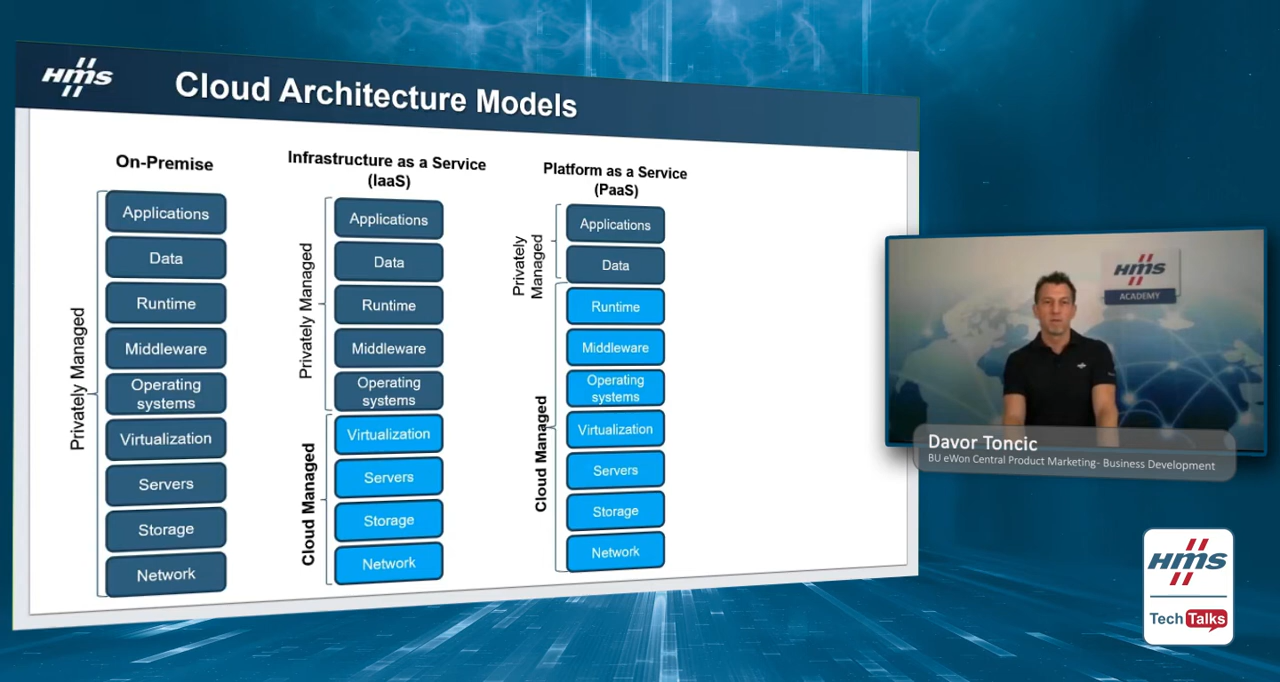 HMS
Cloud Architecture Models
On-Premise
Privately Managed
Applications
Data
Runtime
Middleware
Operating
systems
Virtualization
Servers
Storage
Network
Infrastructure as a Service
(IaaS)
Privately Managed
Cloud Managed
Applications
Data
Runtime
Middleware
Operating
systems
Virtualization
Servers
Storage
Network
Platform as a Service
(PaaS)
Privately
Managed
Cloud Managed
Applications
Data
Runtime
Middleware
Operating
systems
Virtualization
Servers
Storage
Network
HMS
ACADEMY
Davor Toncic
BU eWon Central Product Marketing- Business Development
HMS
Tech Talks